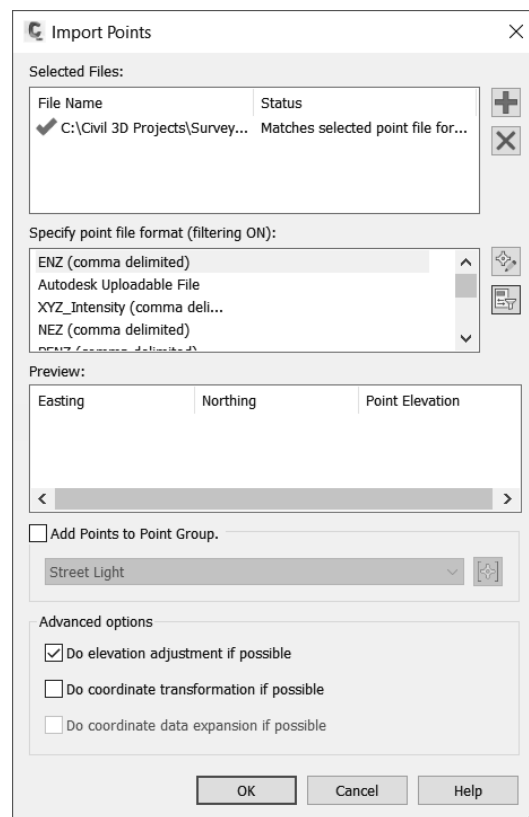 Import Points
Selected Files:
File Name Status
C:\Civil 3D Projects\Survey... Matches selected point file for...
Specify point file format (filtering ON):
ENZ (comma delimited)
Autodesk Uploadable File
XYZ_Intensity (comma deli...
NEZ (comma delimited)
PENZ (comma delimited)
Preview:
Easting Northing Point Elevation
Add Points to Point Group.
Street Light
Advanced options
Do elevation adjustment if possible
Do coordinate transformation if possible
Do coordinate data expansion if possible
OK Cancel Help